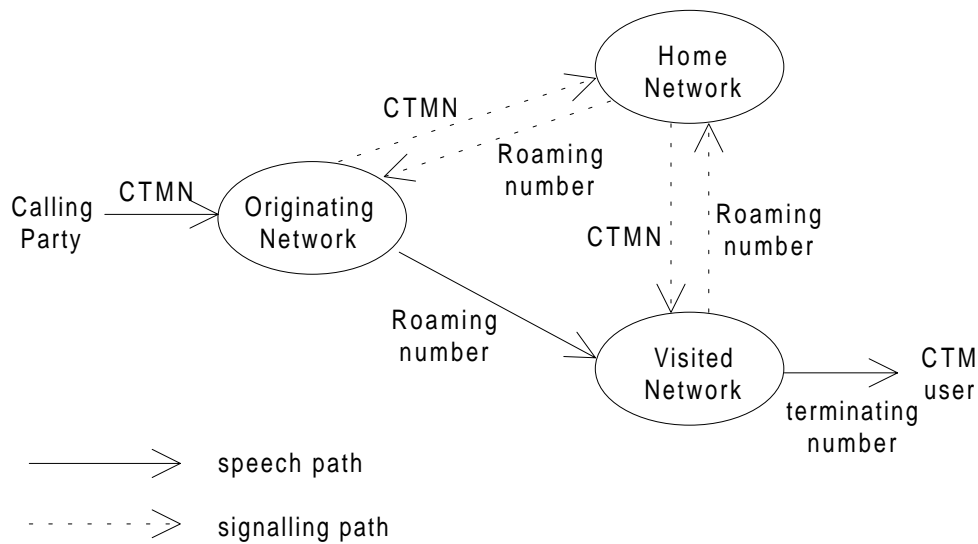 Home
Network
CTMN
Roaming
number
CTMN
Calling
Party
Originating
Network
CTMN
Roaming
number
Roaming
number
Visited
Network
CTM
user
terminating
number
speech path
signalling path